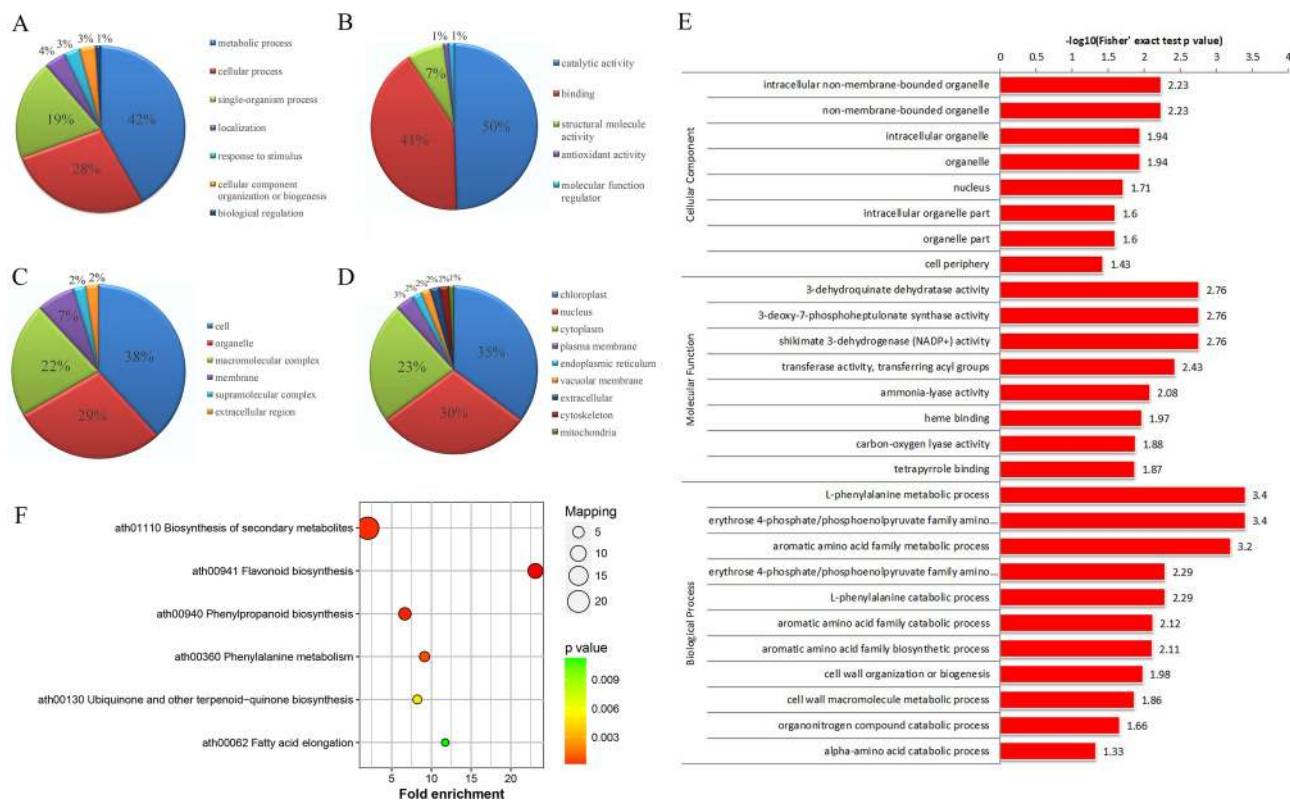 A
4%
3%
3%
1%
19%
42%
28%
metabolic process
cellular process
single-organism process
localization
response to stimulus
cellular component
organization or biogenesis
biological regulation
B
1%
1%
7%
41%
50%
catalytic activity
binding
structural molecule
activity
antioxidant activity
molecular function
regulator
C
2%
2%
7%
22%
38%
29%
cell
organelle
macromolecular complex
membrane
supramolecular complex
extracellular region
D
3%
2%
2%
2%
2%
1%
23%
35%
30%
chloroplast
nucleus
cytoplasm
plasma membrane
endoplasmic reticulum
vacuolar membrane
extracellular
cytoskeleton
mitochondria
E
-log10(Fisher' exact test p value)
0 0.5 1 1.5 2 2.5 3 3.5 4
Cellular Component
intracellular non-membrane-bounded organelle 2.23
non-membrane-bounded organelle 2.23
intracellular organelle 1.94
organelle 1.94
nucleus 1.71
intracellular organelle part 1.6
organelle part 1.6
cell periphery 1.43
Molecular Function
3-dehydroquinate dehydratase activity 2.76
3-deoxy-7-phosphoheptulonate synthase activity 2.76
shikimate 3-dehydrogenase (NADP+) activity 2.76
transferase activity, transferring acyl groups 2.43
ammonia-lyase activity 2.08
heme binding 1.97
carbon-oxygen lyase activity 1.88
tetrapyrrole binding 1.87
Biological Process
L-phenylalanine metabolic process 3.4
erythrose 4-phosphate/phosphoenolpyruvate family amino... 3.4
aromatic amino acid family metabolic process 3.2
erythrose 4-phosphate/phosphoenolpyruvate family amino... 2.29
L-phenylalanine catabolic process 2.29
aromatic amino acid family catabolic process 2.12
aromatic amino acid family biosynthetic process 2.11
cell wall organization or biogenesis 1.98
cell wall macromolecule metabolic process 1.86
organonitrogen compound catabolic process 1.66
alpha-amino acid catabolic process 1.33
F
ath01110 Biosynthesis of secondary metabolites
ath00941 Flavonoid biosynthesis
ath00940 Phenylpropanoid biosynthesis
ath00360 Phenylalanine metabolism
ath00130 Ubiquinone and other terpenoid−quinone biosynthesis
ath00062 Fatty acid elongation
5 10 15 20
Fold enrichment
Mapping
5
10
15
20
p value
0.009
0.006
0.003